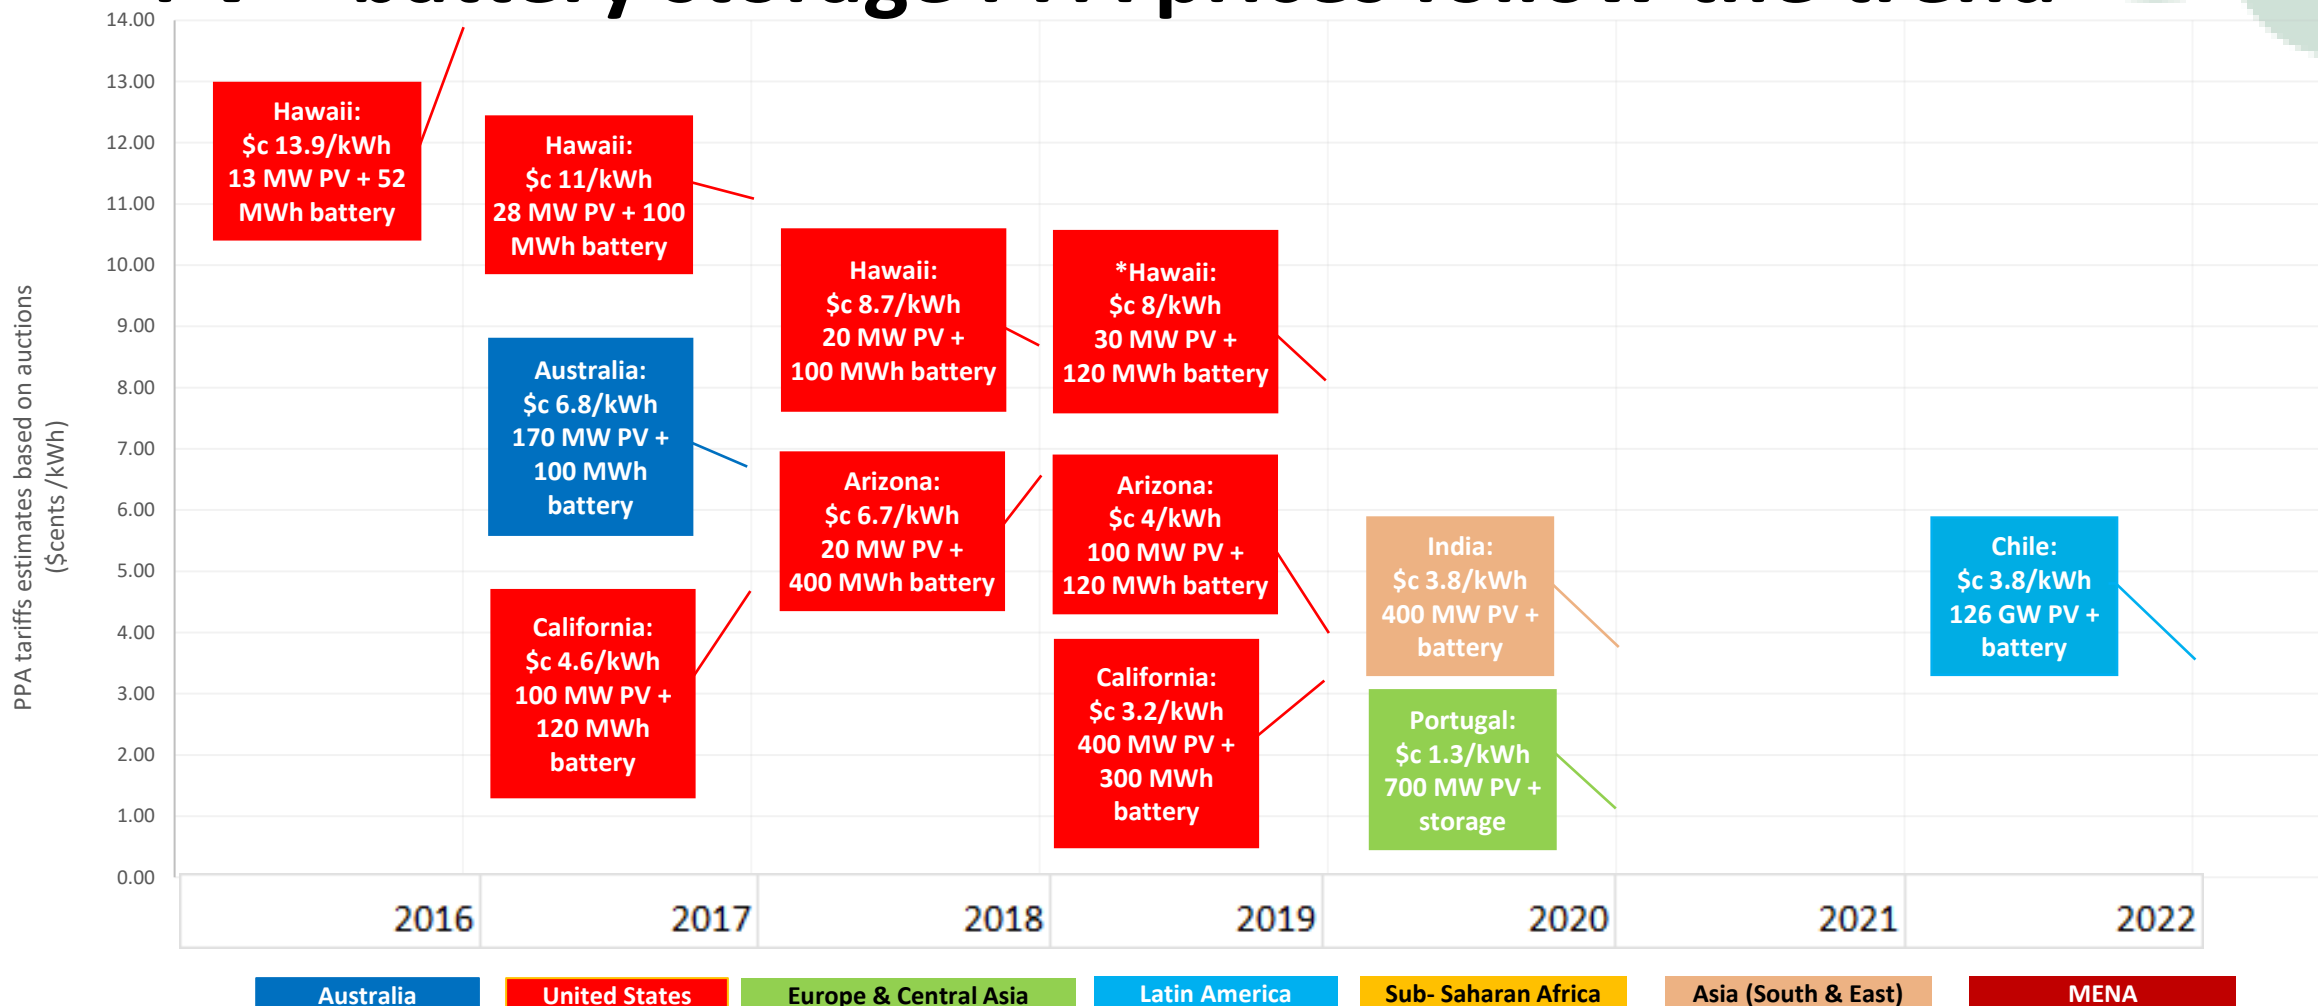 PV + battery storage PPA prices follow the trend
14.00
13.00
12.00
11.00
10.00
9.00
8.00
7.00
6.00
5.00
4.00
3.00
2.00
1.00
0.00
PPA tariffs estimates based on auctions
($cents /kWh)
Hawaii:
$c 13.9/kWh
13 MW PV + 52
MWh battery
Hawaii:
$c 11/kWh
28 MW PV + 100
MWh battery
Australia:
$c 6.8/kWh
170 MW PV +
100 MWh
battery
California:
$c 4.6/kWh
100 MW PV +
120 MWh
battery
Hawaii:
$c 8.7/kWh
20 MW PV +
100 MWh battery
Arizona:
$c 6.7/kWh
20 MW PV +
400 MWh battery
*Hawaii:
$c 8/kWh
30 MW PV +
120 MWh battery
Arizona:
$c 4/kWh
100 MW PV +
120 MWh battery
California:
$c 3.2/kWh
400 MW PV +
300 MWh
battery
India:
$c 3.8/kWh
400 MW PV +
battery
Portugal:
$c 1.3/kWh
700 MW PV +
storage
Chile:
$c 3.8/kWh
126 GW PV +
battery
2016
2017
2018
2019
2020
2021
2022
Australia
United States
Europe & Central Asia
Latin America
Sub- Saharan Africa
Asia (South & East)
MENA